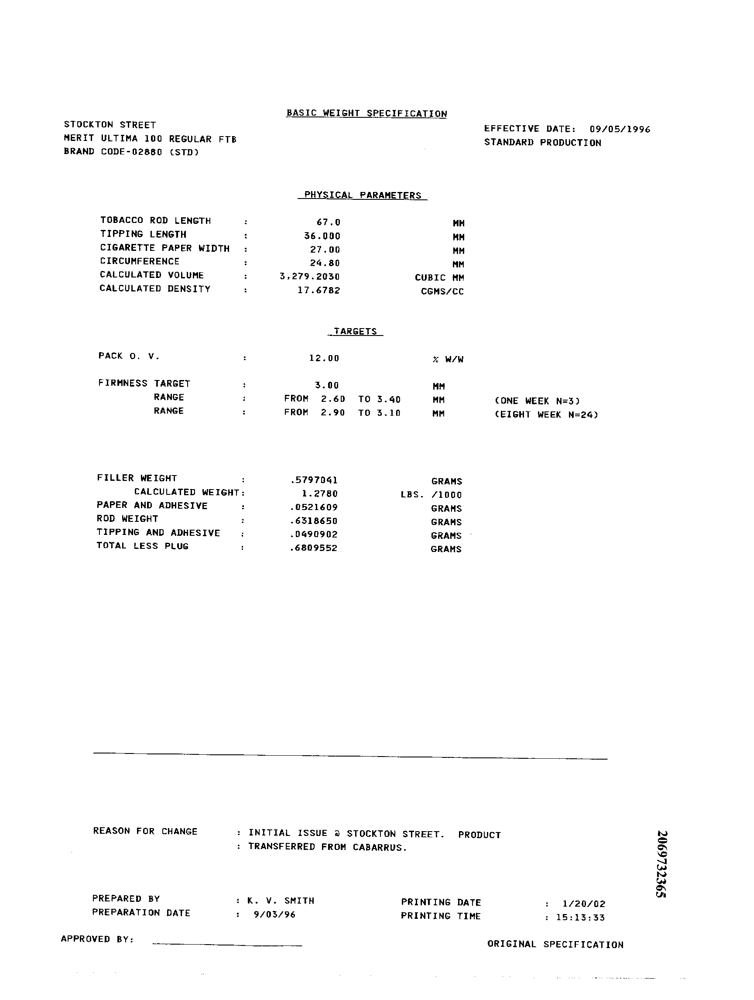 BASIC WEIGHT SPECIFICATION
STOCKTON STREET
MERIT ULTIMA 100 REGULAR FTB
BRAND CODE-02880 (STD)
EFFECTIVE DATE: 09/05/1996
STANDARD PRODUCTION
PHYSICAL PARAMETERS
TOBACCO ROD LENGTH : 67.0 MM
TIPPING LENGTH : 36.000 MM
CIGARETTE PAPER WIDTH : 27.00 MM
CIRCUMFERENCE : 24.80 MM
CALCULATED VOLUME : 3,279.2030 CUBIC MM
CALCULATED DENSITY : 17.6782 CGMS/CC
TARGETS
PACK O. V. : 12.00 % W/W
FIRMNESS TARGET : 3.00 MM
RANGE : FROM 2.60 TO 3.40 MM (ONE WEEK N=3)
RANGE : FROM 2.90 TO 3.10 MM (EIGHT WEEK N=24)
FILLER WEIGHT : .5797041 GRAMS
CALCULATED WEIGHT: 1.2780 LBS. /1000
PAPER AND ADHESIVE : .0521609 GRAMS
ROD WEIGHT : .6318650 GRAMS
TIPPING AND ADHESIVE : .0490902 GRAMS
TOTAL LESS PLUG : .6809552 GRAMS
REASON FOR CHANGE : INITIAL ISSUE @ STOCKTON STREET. PRODUCT
: TRANSFERRED FROM CABARRUS.
2069732365
PREPARED BY : K. V. SMITH PRINTING DATE : 1/20/02
PREPARATION DATE : 9/03/96 PRINTING TIME : 15:13:33
APPROVED BY:
ORIGINAL SPECIFICATION